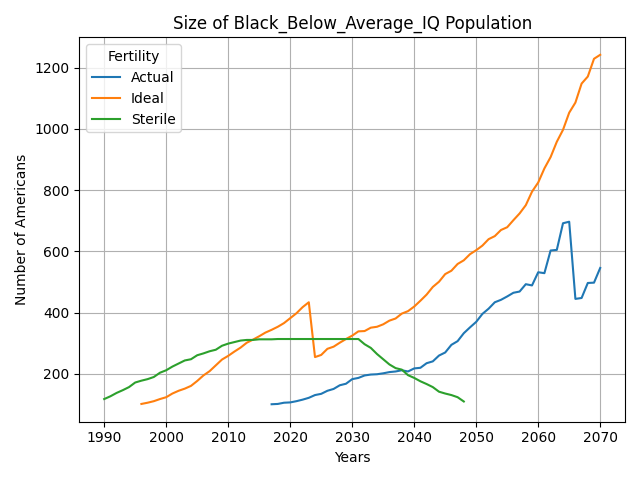 Size of Black_Below_Average_IQ Population
Fertility
Actual
Ideal
Sterile
Number of Americans
1200
1000
800
600
400
200
1990 2000 2010 2020 2030 2040 2050 2060 2070
Years